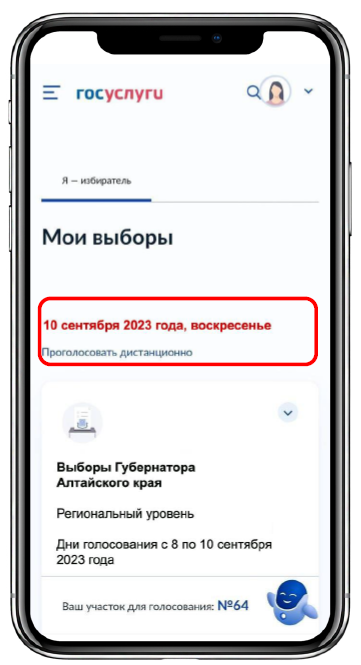 госуслуги
Я – избиратель
Мои выборы
10 сентября 2023 года, воскресенье
Проголосовать дистанционно
Выборы Губернатора
Алтайского края
Региональный уровень
Дни голосования с 8 по 10 сентября
2023 года
Ваш участок для голосования: №64